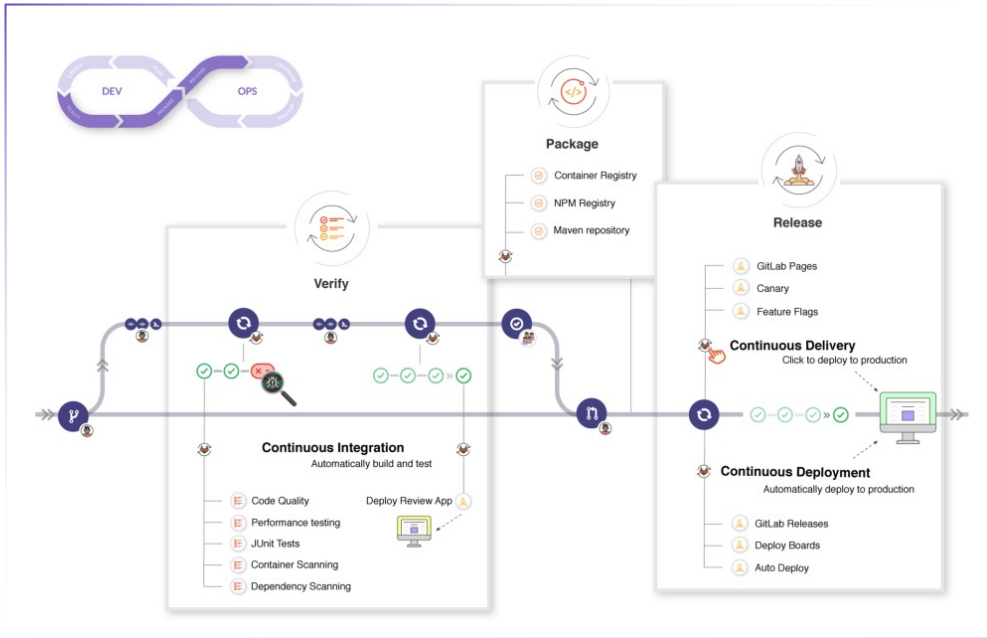 DEV
OPS
Package
Container Registry
NPM Registry
Maven repository
Release
GitLab Pages
Canary
Feature Flags
Continuous Delivery
Click to deploy to production
Continuous Deployment
Automatically deploy to production
GitLab Releases
Deploy Boards
Auto Deploy
Verify
Continuous Integration
Automatically build and test
Code Quality
Performance testing
JUnit Tests
Container Scanning
Dependency Scanning
Deploy Review App